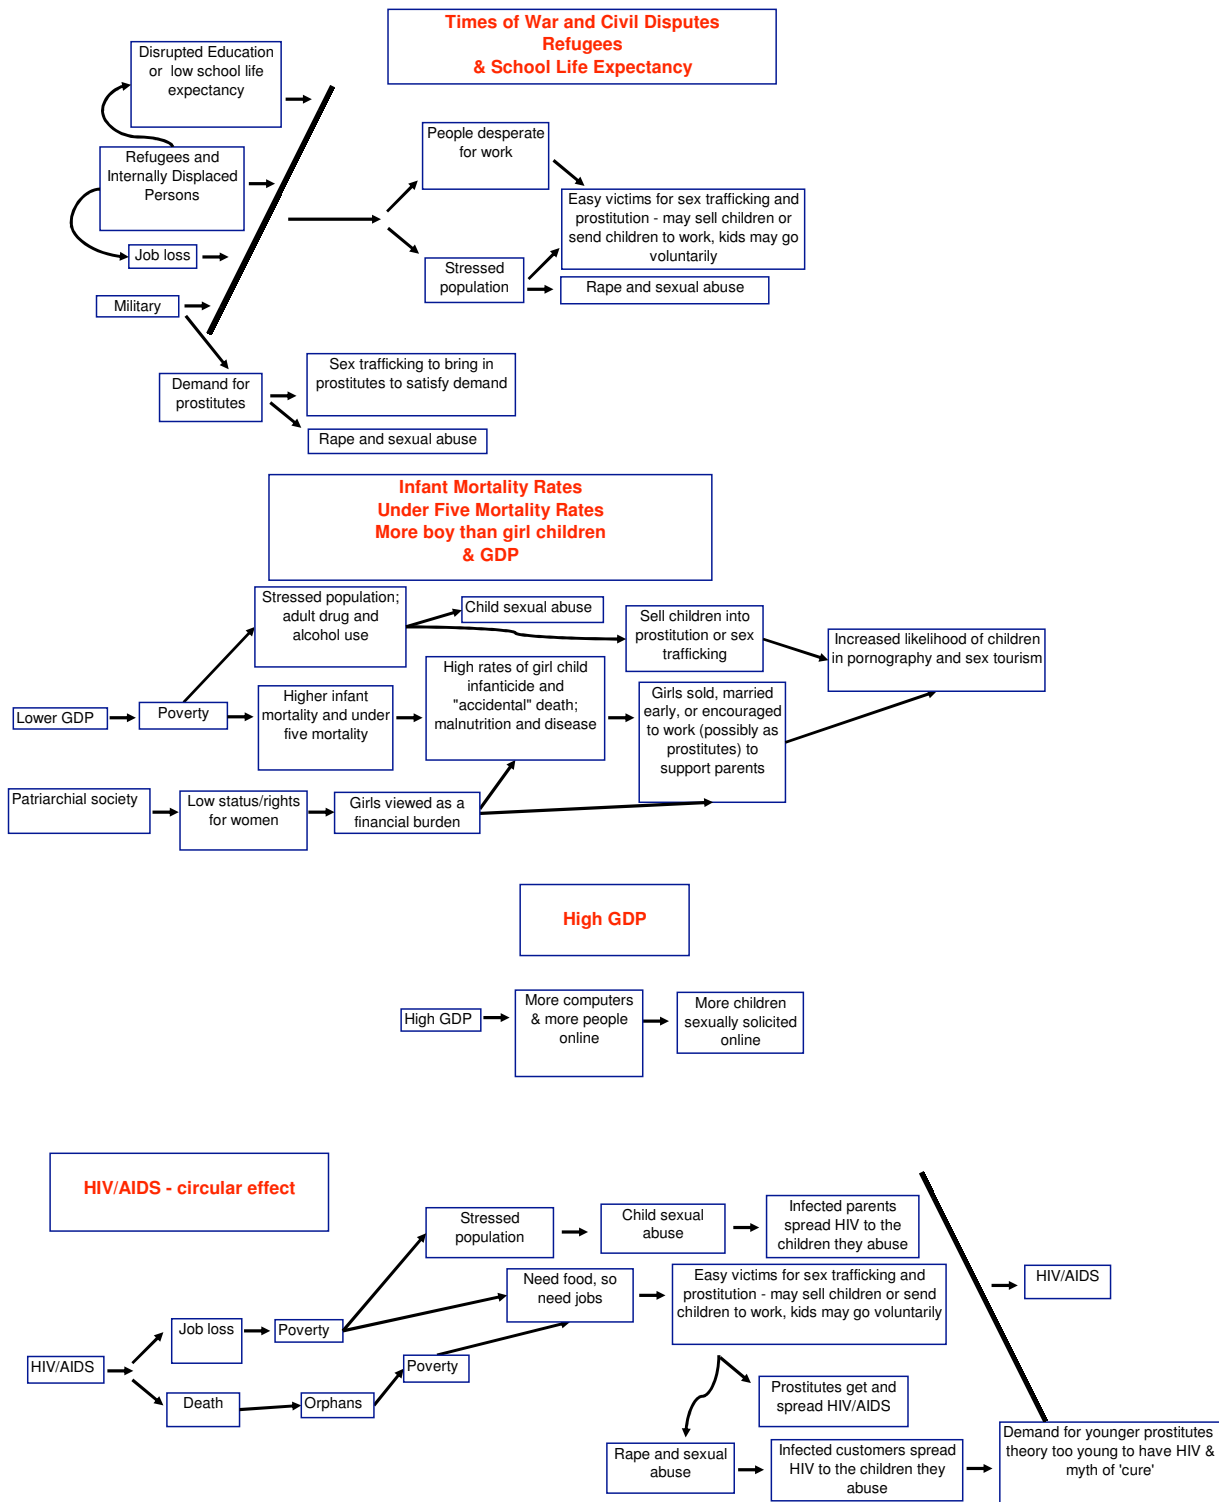 Times of War and Civil Disputes
Refugees
& School Life Expectancy
Disrupted Education
or low school life
expectancy
People desperate
for work
Refugees and
Internally Displaced
Persons
Easy victims for sex trafficking and
prostitution - may sell children or
send children to work, kids may go
voluntarily
Job loss
Stressed
population
Rape and sexual abuse
Military
Sex trafficking to bring in
prostitutes to satisfy demand
Demand for
prostitutes
Rape and sexual abuse
Infant Mortality Rates
Under Five Mortality Rates
More boy than girl children
& GDP
Stressed population;
adult drug and
alcohol use
Child sexual abuse
Sell children into
prostitution or sex
trafficking
Increased likelihood of children
in pornography and sex tourism
High rates of girl child
infanticide and
"accidental" death;
malnutrition and disease
Girls sold, married
early, or encouraged
to work (possibly as
prostitutes) to
support parents
Higher infant
mortality and under
five mortality
Lower GDP
Poverty
Patriarchial society
Low status/rights
for women
Girls viewed as a
financial burden
High GDP
High GDP
More computers
& more people
online
More children
sexually solicited
online
HIV/AIDS - circular effect
Stressed
population
Child sexual
abuse
Infected parents
spread HIV to the
children they abuse
HIV/AIDS
Need food, so
need jobs
Easy victims for sex trafficking and
prostitution - may sell children or send
children to work, kids may go voluntarily
Job loss
Poverty
HIV/AIDS
Poverty
Death
Orphans
Prostitutes get and
spread HIV/AIDS
Rape and sexual
abuse
Infected customers spread
HIV to the children they
abuse
Demand for younger prostitutes
theory too young to have HIV &
myth of 'cure'